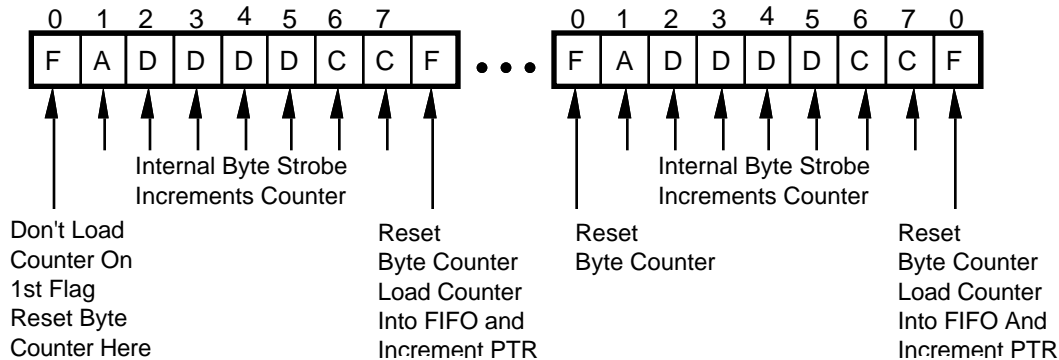 0 1 2 3 4 5 6 7 0 1 2 3 4 5 6 7 0
F A D D D D C C F • • • F A D D D D C C F
Internal Byte Strobe
Increments Counter
Internal Byte Strobe
Increments Counter
Don't Load
Counter On
1st Flag
Reset Byte
Counter Here
Reset
Byte Counter
Load Counter
Into FIFO and
Increment PTR
Reset
Byte Counter
Reset
Byte Counter
Load Counter
Into FIFO And
Increment PTR